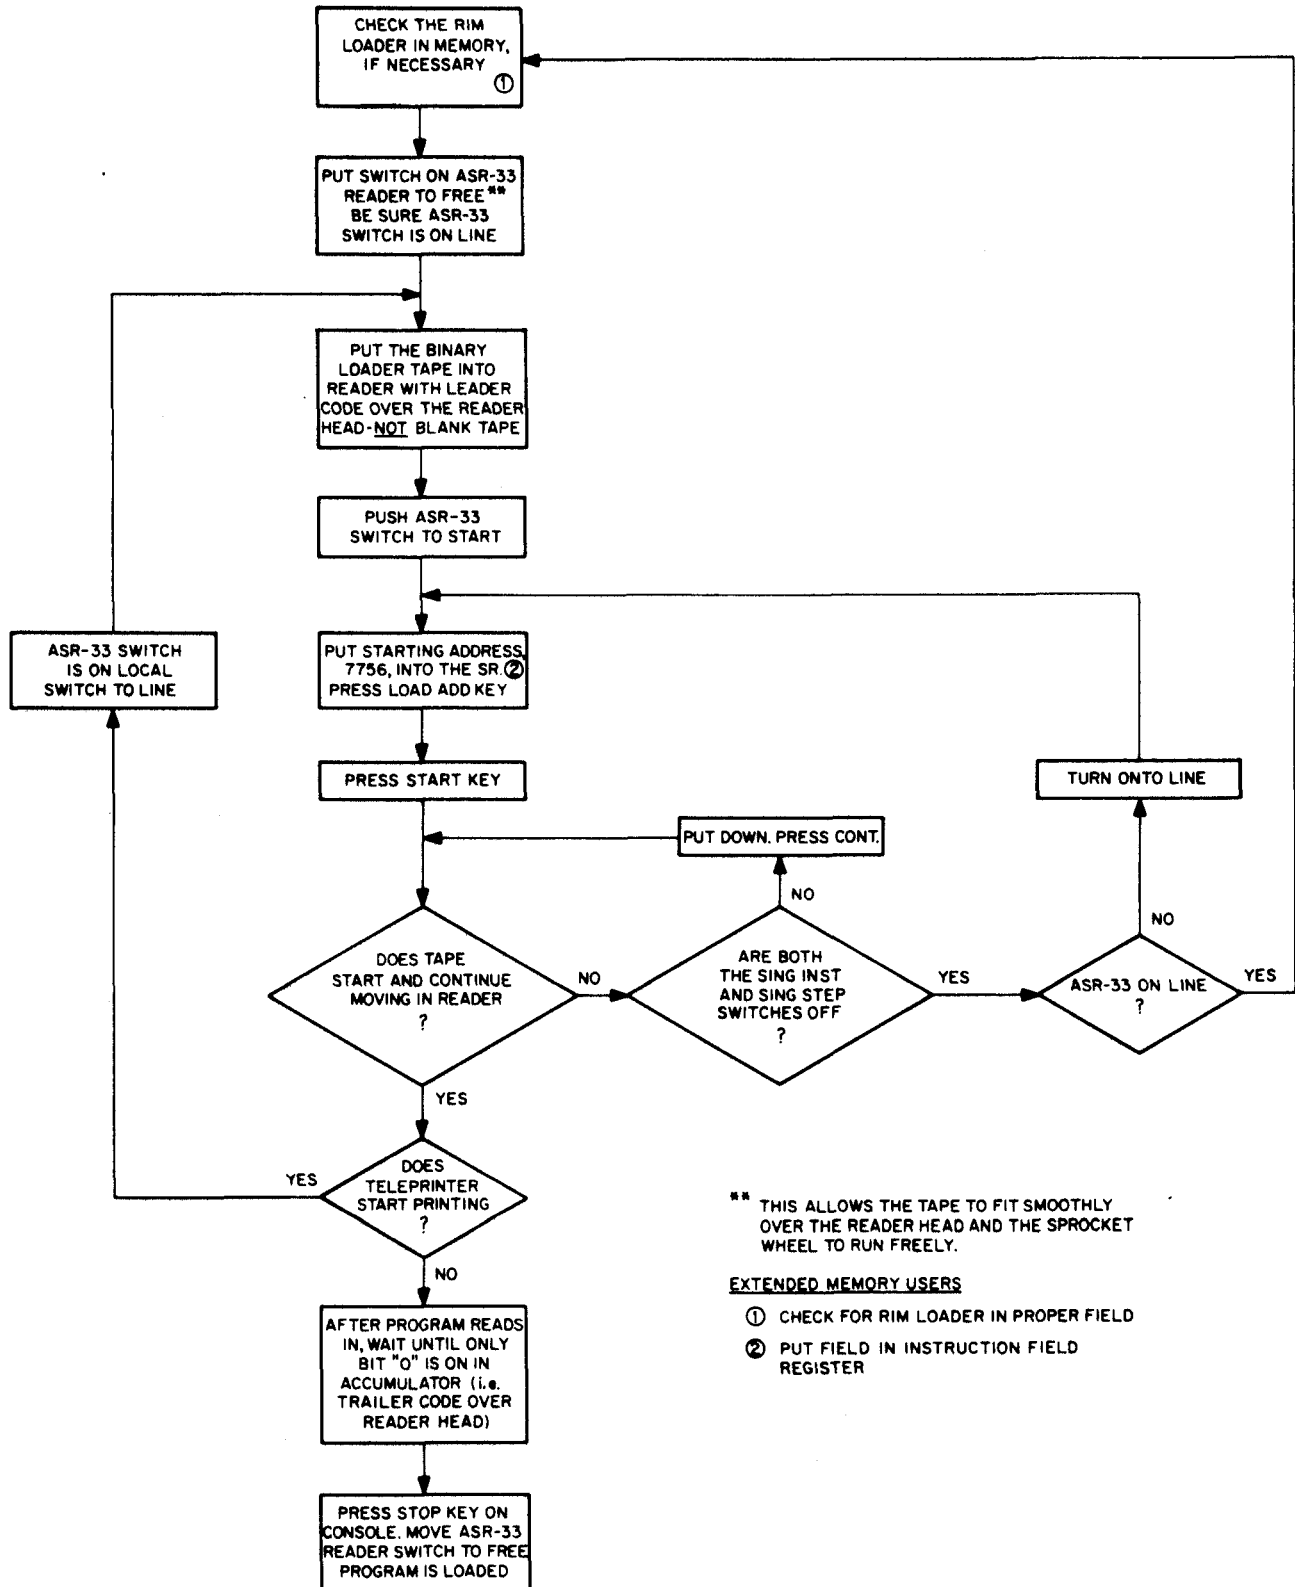 CHECK THE RIM
LOADER IN MEMORY,
IF NECESSARY
①
PUT SWITCH ON ASR-33
READER TO FREE**
BE SURE ASR-33
SWITCH IS ON LINE
PUT THE BINARY
LOADER TAPE INTO
READER WITH LEADER
CODE OVER THE READER
HEAD-NOT BLANK TAPE
PUSH ASR-33
SWITCH TO START
ASR-33 SWITCH
IS ON LOCAL
SWITCH TO LINE
PUT STARTING ADDRESS,
7756, INTO THE SR.②
PRESS LOAD ADD KEY
PRESS START KEY
TURN ONTO LINE
PUT DOWN. PRESS CONT.
NO
NO
DOES TAPE
START AND CONTINUE
MOVING IN READER
?
NO
ARE BOTH
THE SING INST
AND SING STEP
SWITCHES OFF
?
YES
ASR-33 ON LINE
?
YES
YES
DOES
TELEPRINTER
START PRINTING
?
YES
NO
** THIS ALLOWS THE TAPE TO FIT SMOOTHLY
OVER THE READER HEAD AND THE SPROCKET
WHEEL TO RUN FREELY.
EXTENDED MEMORY USERS
① CHECK FOR RIM LOADER IN PROPER FIELD
② PUT FIELD IN INSTRUCTION FIELD
REGISTER
AFTER PROGRAM READS
IN, WAIT UNTIL ONLY
BIT "0" IS ON IN
ACCUMULATOR (i.e.
TRAILER CODE OVER
READER HEAD)
PRESS STOP KEY ON
CONSOLE. MOVE ASR-33
READER SWITCH TO FREE
PROGRAM IS LOADED